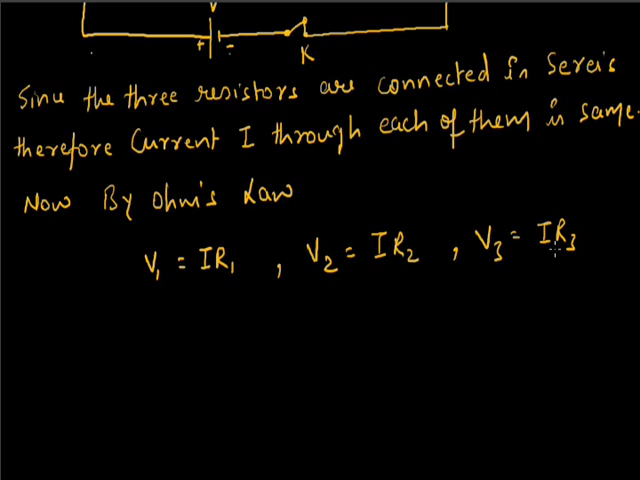 V
+ -
K
Since the three resistors are connected in Sereis
therefore Current I through each of them is same.
Now By Ohm's Law
V1 = IR1 , V2 = IR2 , V3 = IR3